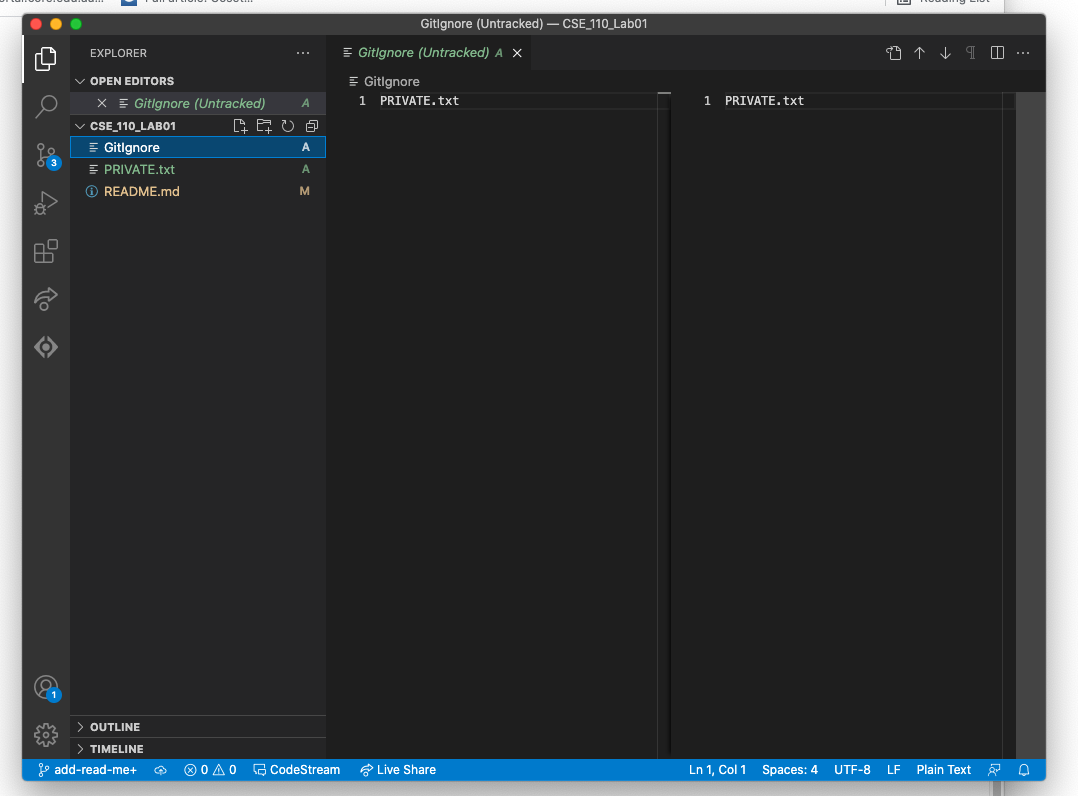 Reading List
GitIgnore (Untracked) — CSE_110_Lab01
EXPLORER
GitIgnore (Untracked) A
OPEN EDITORS
GitIgnore (Untracked) A
CSE_110_LAB01
GitIgnore A
PRIVATE.txt A
README.md M
GitIgnore
1 PRIVATE.txt
1 PRIVATE.txt
3
1
OUTLINE
TIMELINE
add-read-me+ 0 0 CodeStream Live Share Ln 1, Col 1 Spaces: 4 UTF-8 LF Plain Text